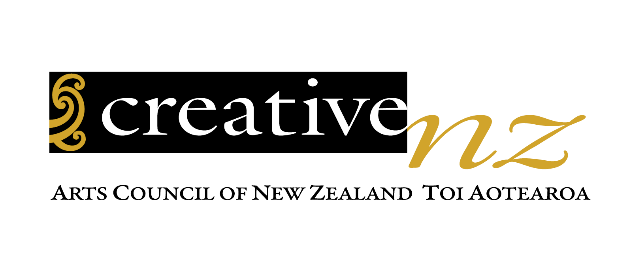 creative nz
ARTS COUNCIL OF NEW ZEALAND TOI AOTEAROA